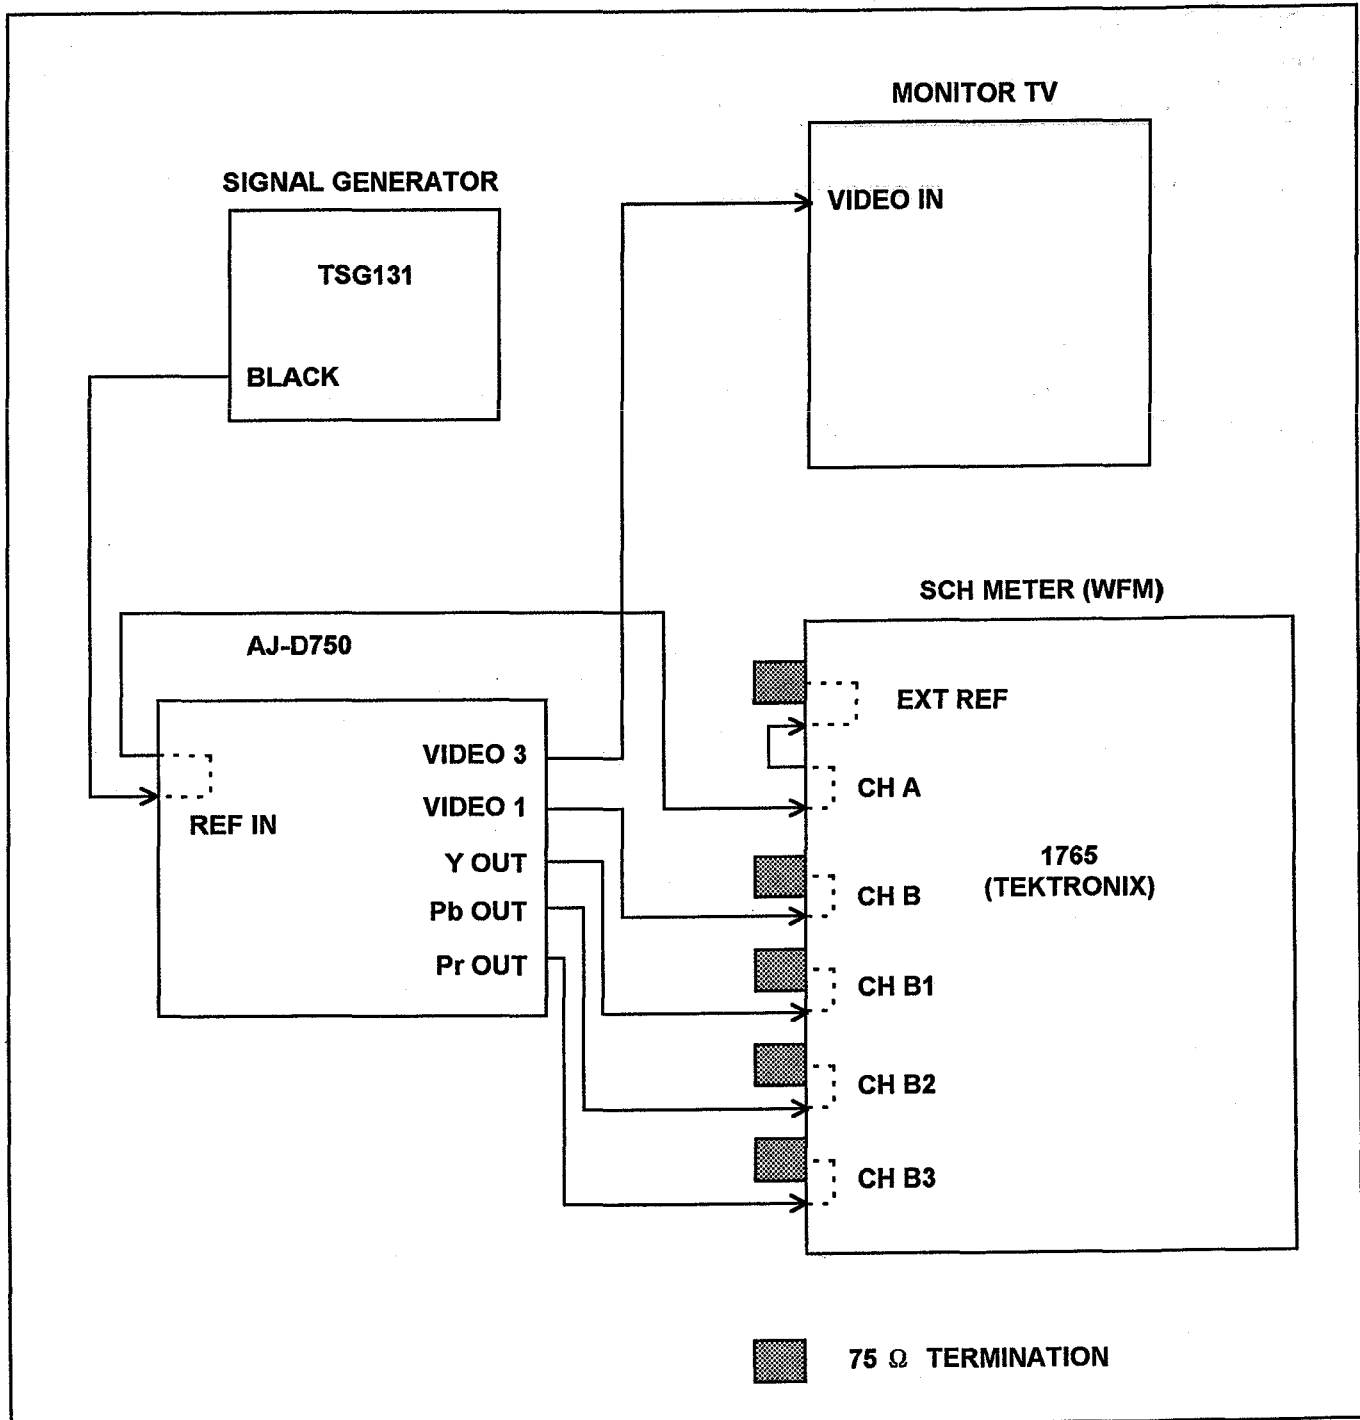 MONITOR TV
VIDEO IN
SIGNAL GENERATOR
TSG131
BLACK
SCH METER (WFM)
AJ-D750
VIDEO 3
VIDEO 1
Y OUT
Pb OUT
Pr OUT
REF IN
EXT REF
CH A
1765
(TEKTRONIX)
CH B
CH B1
CH B2
CH B3
75 Ω TERMINATION